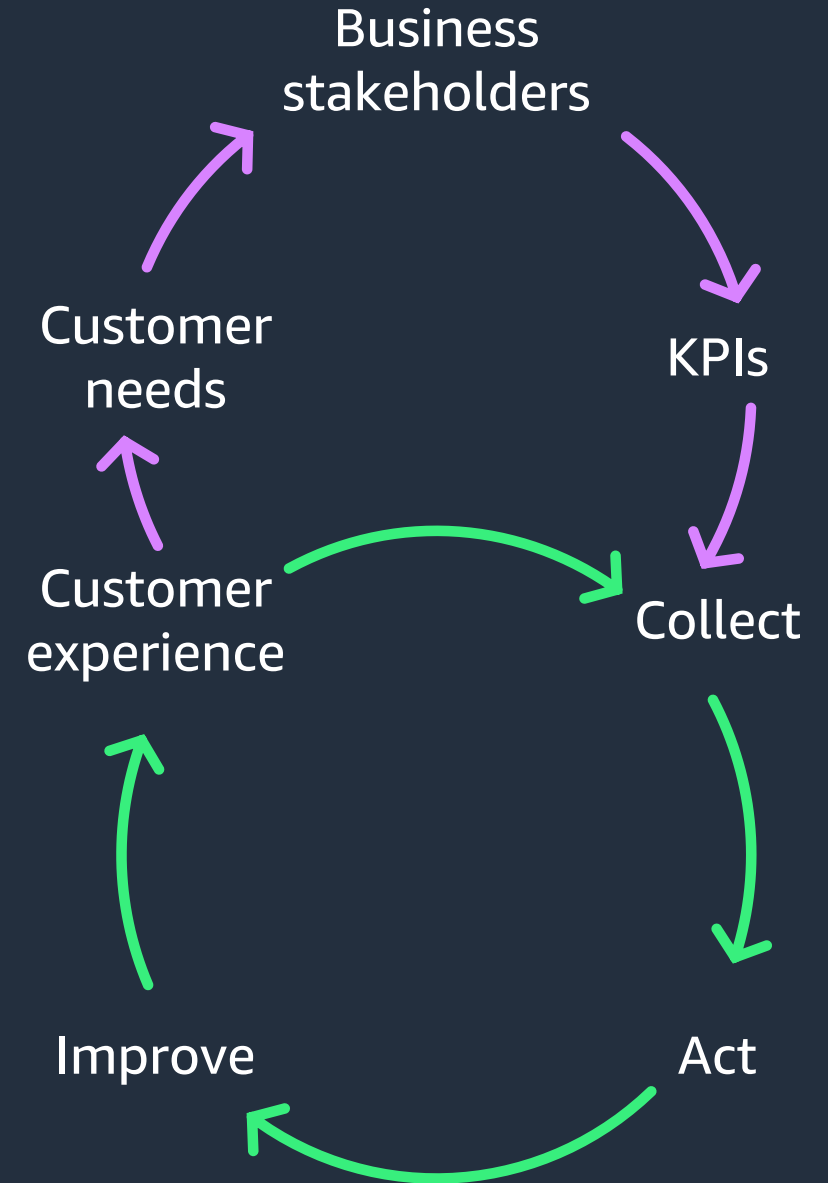 Business
stakeholders
Customer
needs
KPIs
Customer
experience
Collect
Improve
Act